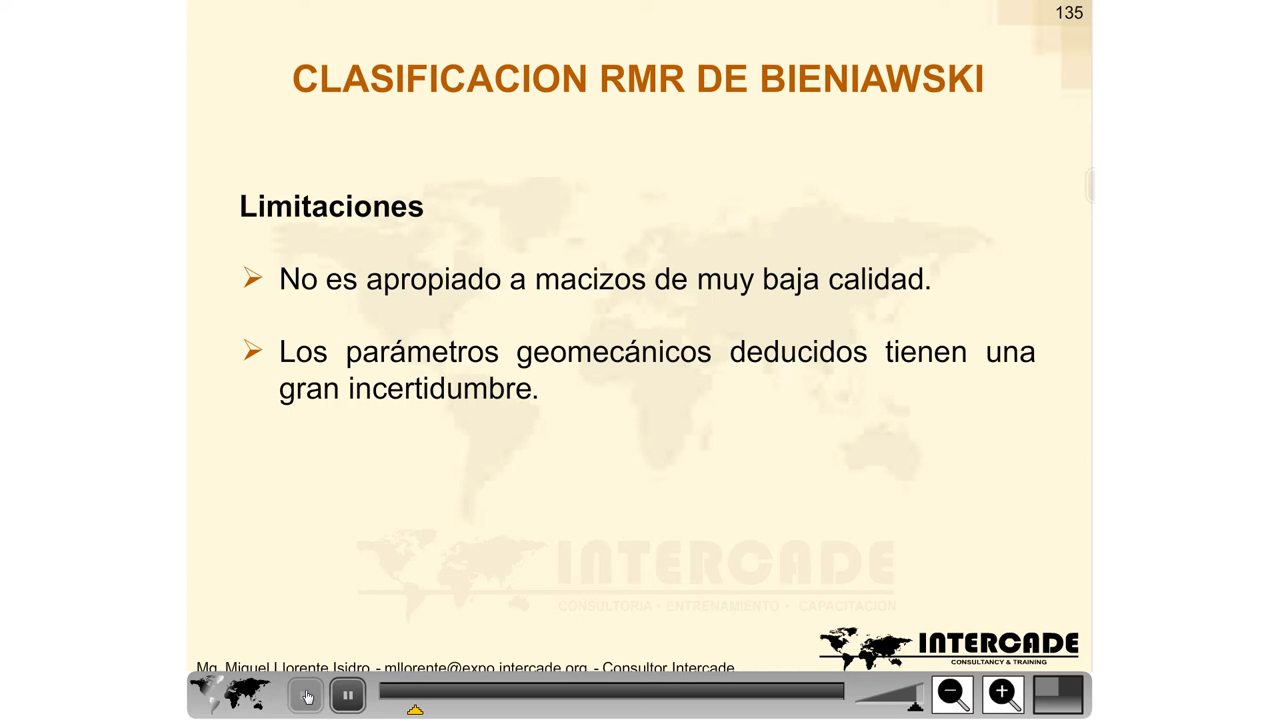 135
CLASIFICACION RMR DE BIENIAWSKI
Limitaciones
No es apropiado a macizos de muy baja calidad.
Los parámetros geomecánicos deducidos tienen una
gran incertidumbre.
INTERCADE
CONSULTORIA • ENTRENAMIENTO • CAPACITACION
INTERCADE
CONSULTANCY & TRAINING
Mg. Miguel Llorente Isidro - mllorente@expo.intercade.org - Consultor Intercade